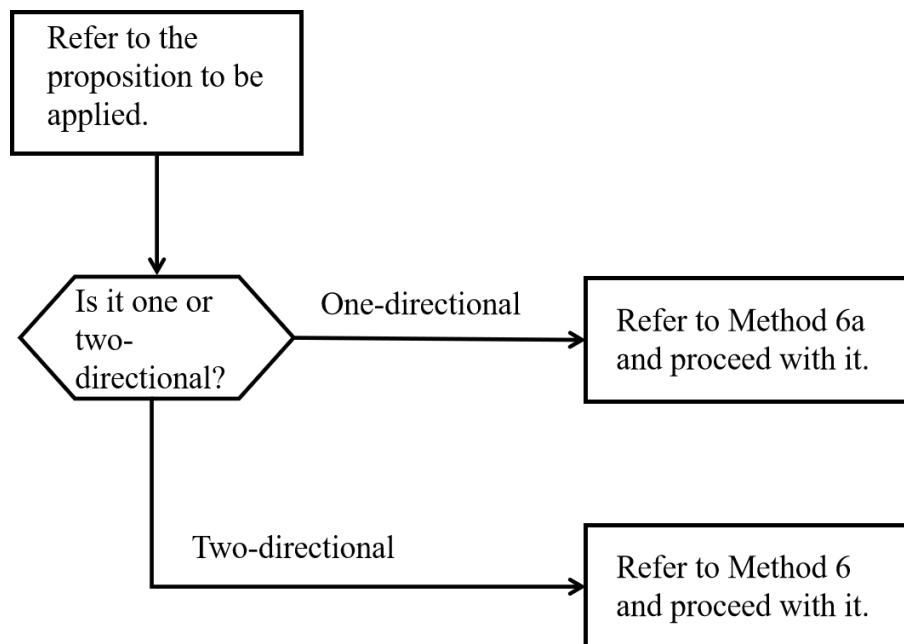 Refer to the
proposition to be
applied.
Is it one or
two-
directional?
One-directional
Refer to Method 6a
and proceed with it.
Two-directional
Refer to Method 6
and proceed with it.